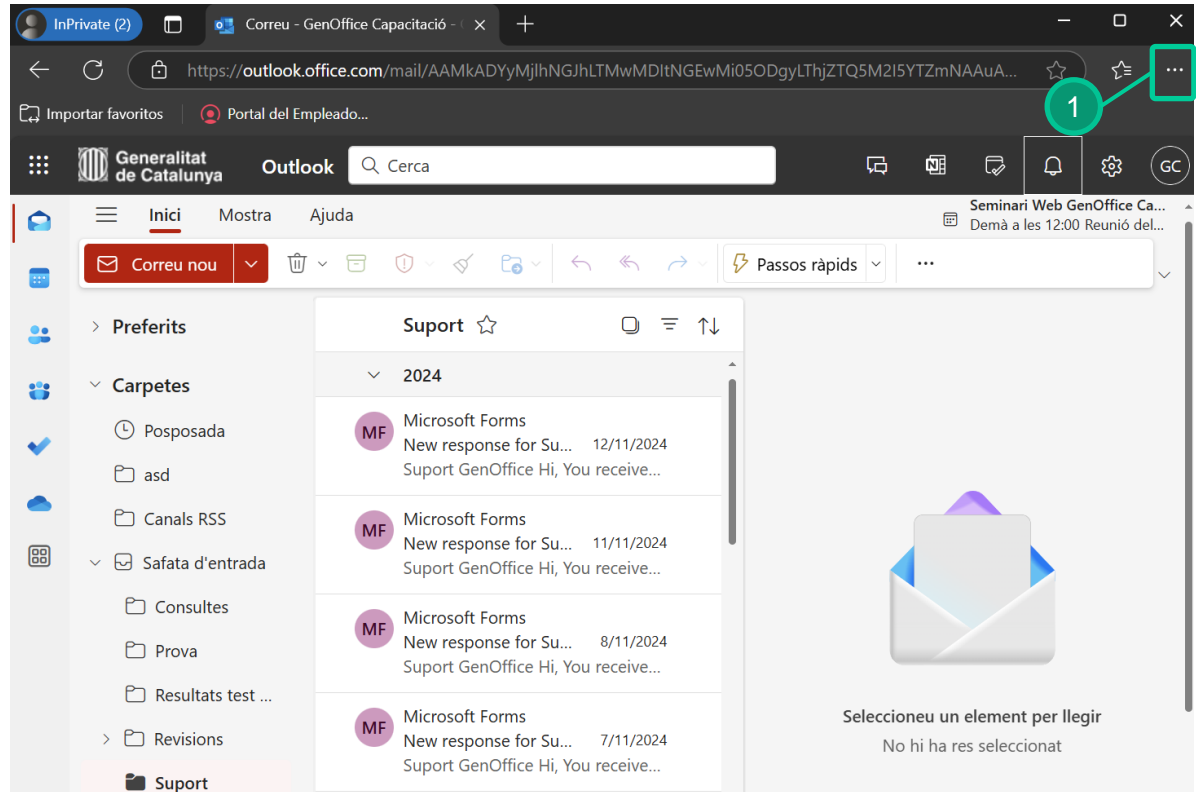 InPrivate (2)
Correu - GenOffice Capacitació -
https://outlook.office.com/mail/AAMkADYyMjlhNGJhLTMwMDItNGEwMi05ODgyLThjZTQ5M2I5YTZmNAAuA...
1
Importar favoritos
Portal del Empleado...
Generalitat
de Catalunya
Outlook
Cerca
GC
Inici
Mostra
Ajuda
Seminari Web GenOffice Ca...
Demà a les 12:00 Reunió del...
Correu nou
Passos ràpids
Preferits
Carpetes
Posposada
asd
Canals RSS
Safata d'entrada
Consultes
Prova
Resultats test ...
Revisions
Suport
Suport
2024
MF
Microsoft Forms
New response for Su... 12/11/2024
Suport GenOffice Hi, You receive...
MF
Microsoft Forms
New response for Su... 11/11/2024
Suport GenOffice Hi, You receive...
MF
Microsoft Forms
New response for Su... 8/11/2024
Suport GenOffice Hi, You receive...
MF
Microsoft Forms
New response for Su... 7/11/2024
Suport GenOffice Hi, You receive...
Seleccioneu un element per llegir
No hi ha res seleccionat